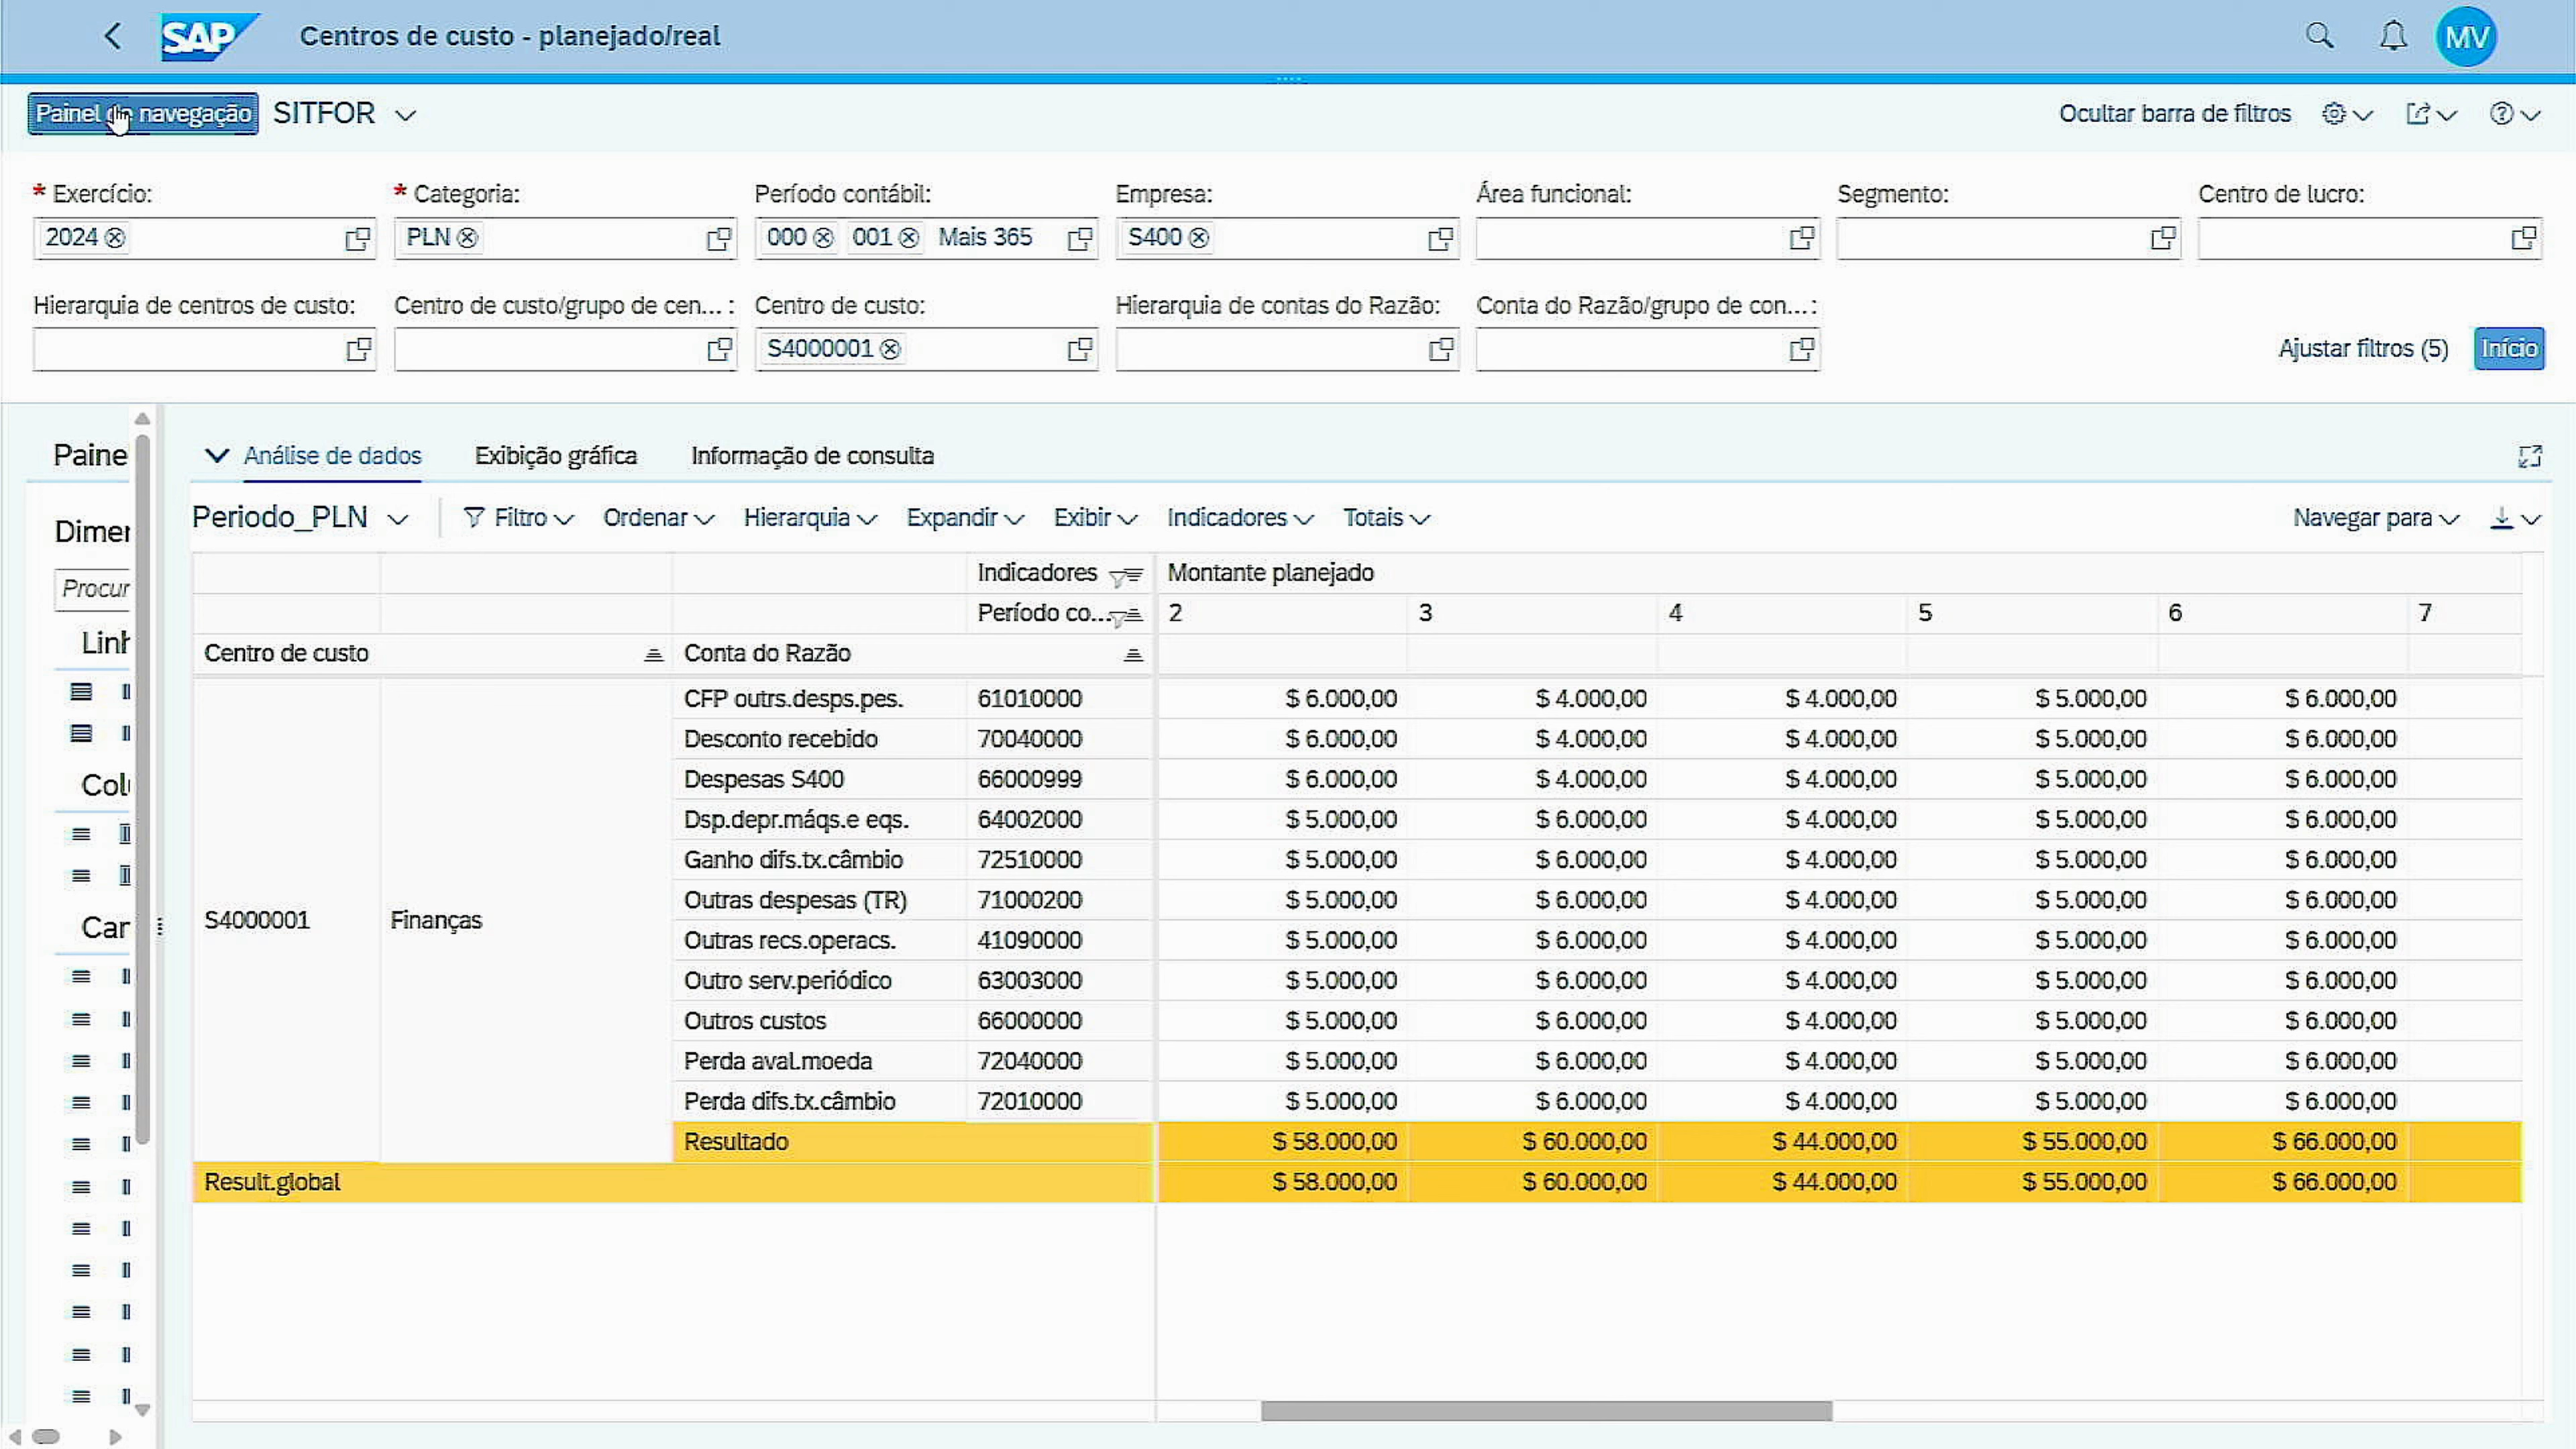 SAP Centros de custo - planejado/real MV
Painel de navegação SITFOR Ocultar barra de filtros
* Exercício: * Categoria: Período contábil: Empresa: Área funcional: Segmento: Centro de lucro:
2024 PLN 000 001 Mais 365 S400
Hierarquia de centros de custo: Centro de custo/grupo de cen... : Centro de custo: Hierarquia de contas do Razão: Conta do Razão/grupo de con...:
S4000001 Ajustar filtros (5) Início
Paine Análise de dados Exibição gráfica Informação de consulta
Periodo_PLN Filtro Ordenar Hierarquia Expandir Exibir Indicadores Totais Navegar para
Dimer
Procur
Linh
Colu
Car
Indicadores Montante planejado
Período co... 2 3 4 5 6 7
Centro de custo Conta do Razão
S4000001 Finanças
CFP outrs.desps.pes. 61010000 $ 6.000,00 $ 4.000,00 $ 4.000,00 $ 5.000,00 $ 6.000,00
Desconto recebido 70040000 $ 6.000,00 $ 4.000,00 $ 4.000,00 $ 5.000,00 $ 6.000,00
Despesas S400 66000999 $ 6.000,00 $ 4.000,00 $ 4.000,00 $ 5.000,00 $ 6.000,00
Dsp.depr.máqs.e eqs. 64002000 $ 5.000,00 $ 6.000,00 $ 4.000,00 $ 5.000,00 $ 6.000,00
Ganho difs.tx.câmbio 72510000 $ 5.000,00 $ 6.000,00 $ 4.000,00 $ 5.000,00 $ 6.000,00
Outras despesas (TR) 71000200 $ 5.000,00 $ 6.000,00 $ 4.000,00 $ 5.000,00 $ 6.000,00
Outras recs.operacs. 41090000 $ 5.000,00 $ 6.000,00 $ 4.000,00 $ 5.000,00 $ 6.000,00
Outro serv.periódico 63003000 $ 5.000,00 $ 6.000,00 $ 4.000,00 $ 5.000,00 $ 6.000,00
Outros custos 66000000 $ 5.000,00 $ 6.000,00 $ 4.000,00 $ 5.000,00 $ 6.000,00
Perda aval.moeda 72040000 $ 5.000,00 $ 6.000,00 $ 4.000,00 $ 5.000,00 $ 6.000,00
Perda difs.tx.câmbio 72010000 $ 5.000,00 $ 6.000,00 $ 4.000,00 $ 5.000,00 $ 6.000,00
Resultado $ 58.000,00 $ 60.000,00 $ 44.000,00 $ 55.000,00 $ 66.000,00
Result.global $ 58.000,00 $ 60.000,00 $ 44.000,00 $ 55.000,00 $ 66.000,00